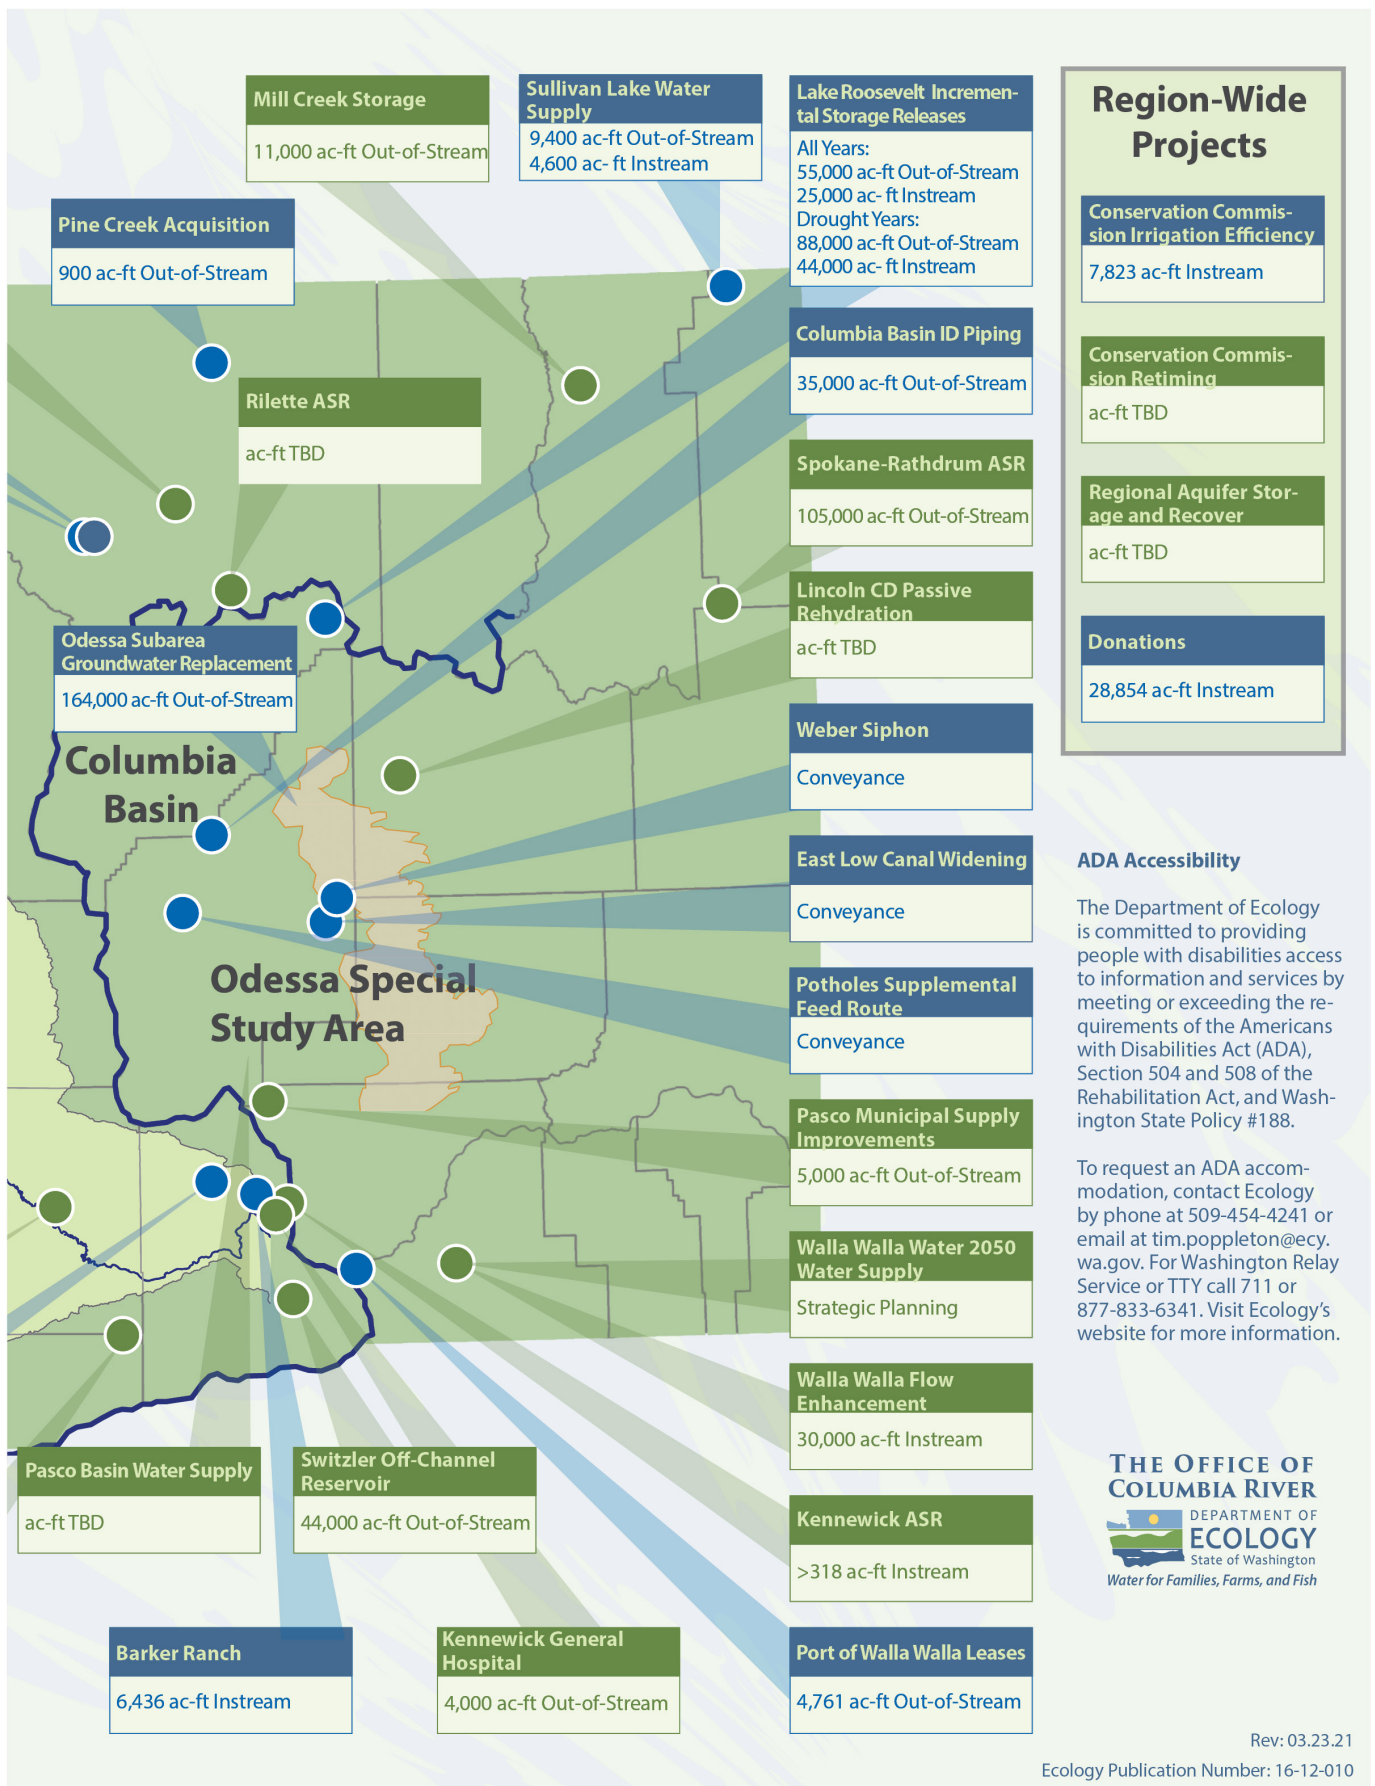 Mill Creek Storage
11,000 ac-ft Out-of-Stream
Sullivan Lake Water
Supply
9,400 ac-ft Out-of-Stream
4,600 ac- ft Instream
Lake Roosevelt Incremen-
tal Storage Releases
All Years:
55,000 ac-ft Out-of-Stream
25,000 ac- ft Instream
Drought Years:
88,000 ac-ft Out-of-Stream
44,000 ac- ft Instream
Region-Wide
Projects
Conservation Commis-
sion Irrigation Efficiency
7,823 ac-ft Instream
Conservation Commis-
sion Retiming
ac-ft TBD
Regional Aquifer Stor-
age and Recover
ac-ft TBD
Donations
28,854 ac-ft Instream
Pine Creek Acquisition
900 ac-ft Out-of-Stream
Rilette ASR
ac-ft TBD
Columbia Basin ID Piping
35,000 ac-ft Out-of-Stream
Spokane-Rathdrum ASR
105,000 ac-ft Out-of-Stream
Lincoln CD Passive
Rehydration
ac-ft TBD
Odessa Subarea
Groundwater Replacement
164,000 ac-ft Out-of-Stream
Columbia
Basin
Weber Siphon
Conveyance
East Low Canal Widening
Conveyance
Odessa Special
Study Area
Potholes Supplemental
Feed Route
Conveyance
Pasco Municipal Supply
Improvements
5,000 ac-ft Out-of-Stream
Walla Walla Water 2050
Water Supply
Strategic Planning
Walla Walla Flow
Enhancement
30,000 ac-ft Instream
Kennewick ASR
>318 ac-ft Instream
Port of Walla Walla Leases
4,761 ac-ft Out-of-Stream
Pasco Basin Water Supply
ac-ft TBD
Switzler Off-Channel
Reservoir
44,000 ac-ft Out-of-Stream
Barker Ranch
6,436 ac-ft Instream
Kennewick General
Hospital
4,000 ac-ft Out-of-Stream
ADA Accessibility
The Department of Ecology
is committed to providing
people with disabilities access
to information and services by
meeting or exceeding the re-
quirements of the Americans
with Disabilities Act (ADA),
Section 504 and 508 of the
Rehabilitation Act, and Wash-
ington State Policy #188.
To request an ADA accom-
modation, contact Ecology
by phone at 509-454-4241 or
email at tim.poppleton@ecy.
wa.gov. For Washington Relay
Service or TTY call 711 or
877-833-6341. Visit Ecology's
website for more information.
THE OFFICE OF
COLUMBIA RIVER
DEPARTMENT OF
ECOLOGY
State of Washington
Water for Families, Farms, and Fish
Rev: 03.23.21
Ecology Publication Number: 16-12-010